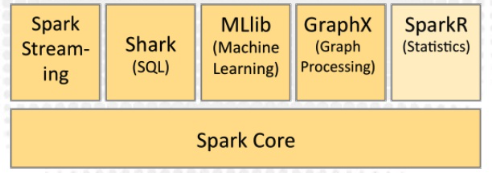 Spark
Stream-
ing
Shark
(SQL)
MLlib
(Machine
Learning)
GraphX
(Graph
Processing)
SparkR
(Statistics)
Spark Core